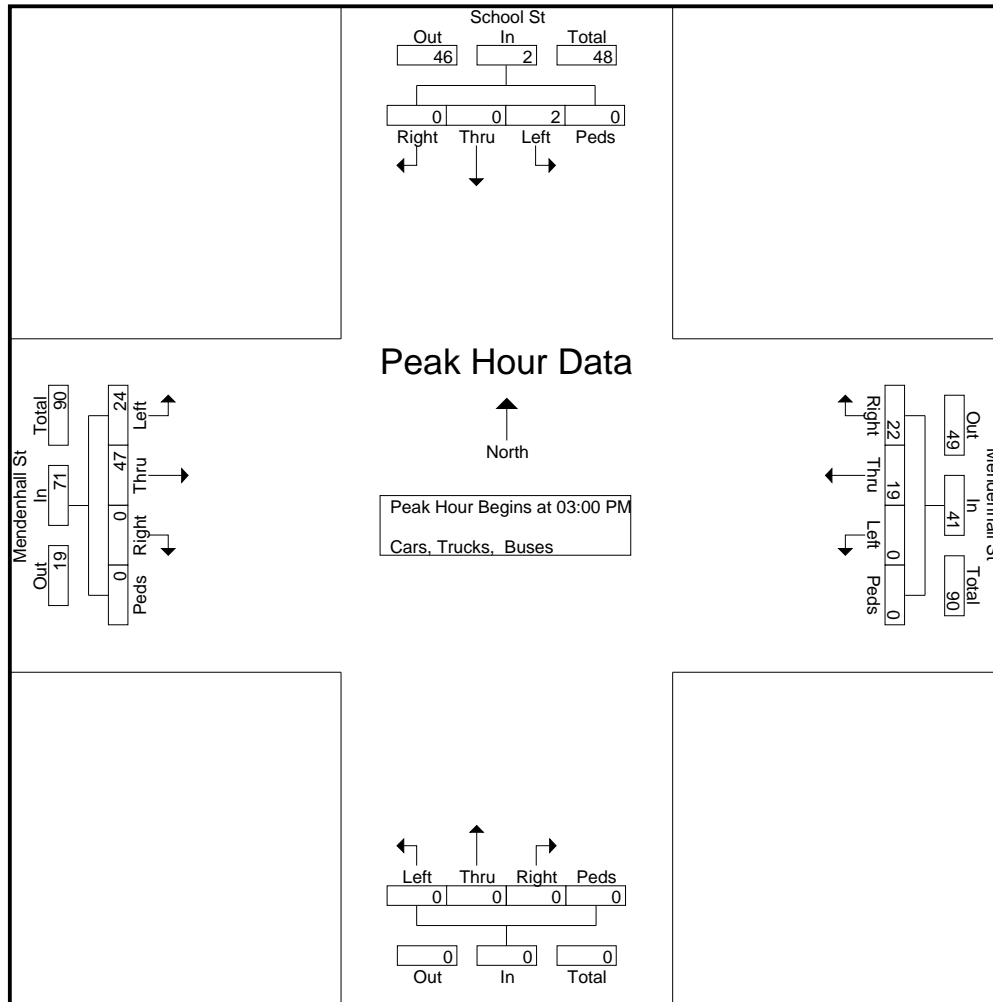 School St
Out In Total
46 2 48
0 0 2 0
Right Thru Left Peds
Peak Hour Data
North
Peak Hour Begins at 03:00 PM
Cars, Trucks, Buses
Mendenhall St
Total In Out
90 71 19
24 47 0 0
Left Thru Right Peds
Right Thru Left Peds
22 19 0 0
Out In Total
49 41 90
Mendenhall St
Left Thru Right Peds
0 0 0 0
0 0 0
Out In Total